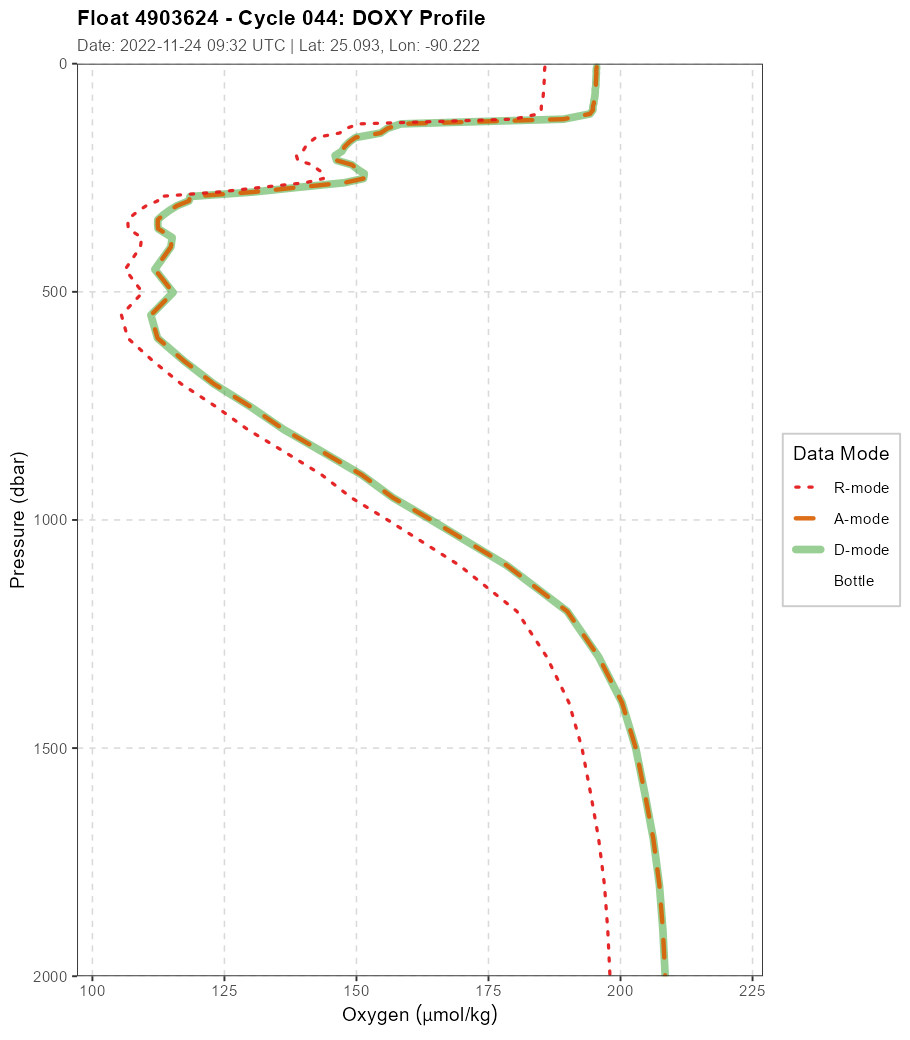 Float 4903624 - Cycle 044: DOXY Profile
Date: 2022-11-24 09:32 UTC | Lat: 25.093, Lon: -90.222
0
500
1000
1500
2000
Pressure (dbar)
100 125 150 175 200 225
Oxygen (μmol/kg)
Data Mode
R-mode
A-mode
D-mode
Bottle